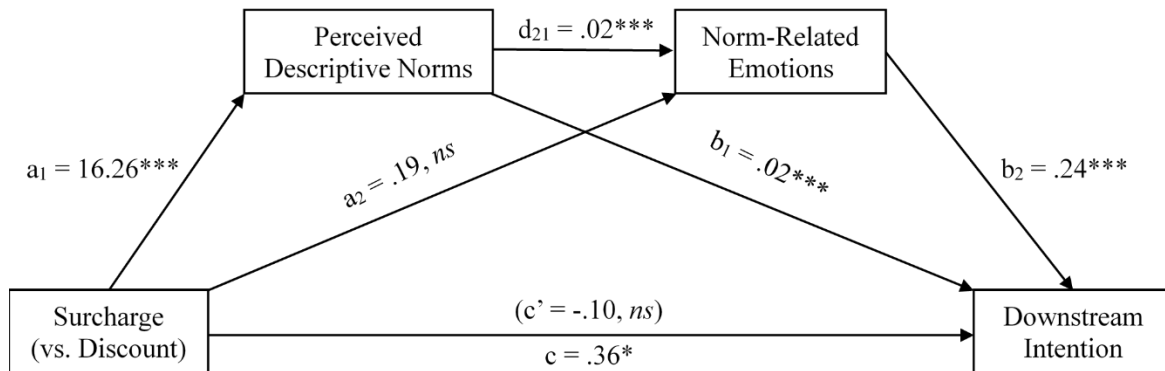 Perceived
Descriptive Norms
d21 = .02***
Norm-Related
Emotions
a1 = 16.26***
a2 = .19, ns
b1 = .02***
b2 = .24***
Surcharge
(vs. Discount)
(c’ = -.10, ns)
c = .36*
Downstream
Intention